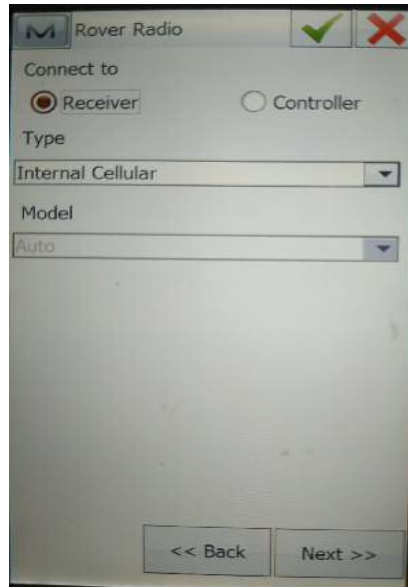 Rover Radio
Connect to
Receiver
Controller
Type
Internal Cellular
Model
Auto
<< Back
Next >>